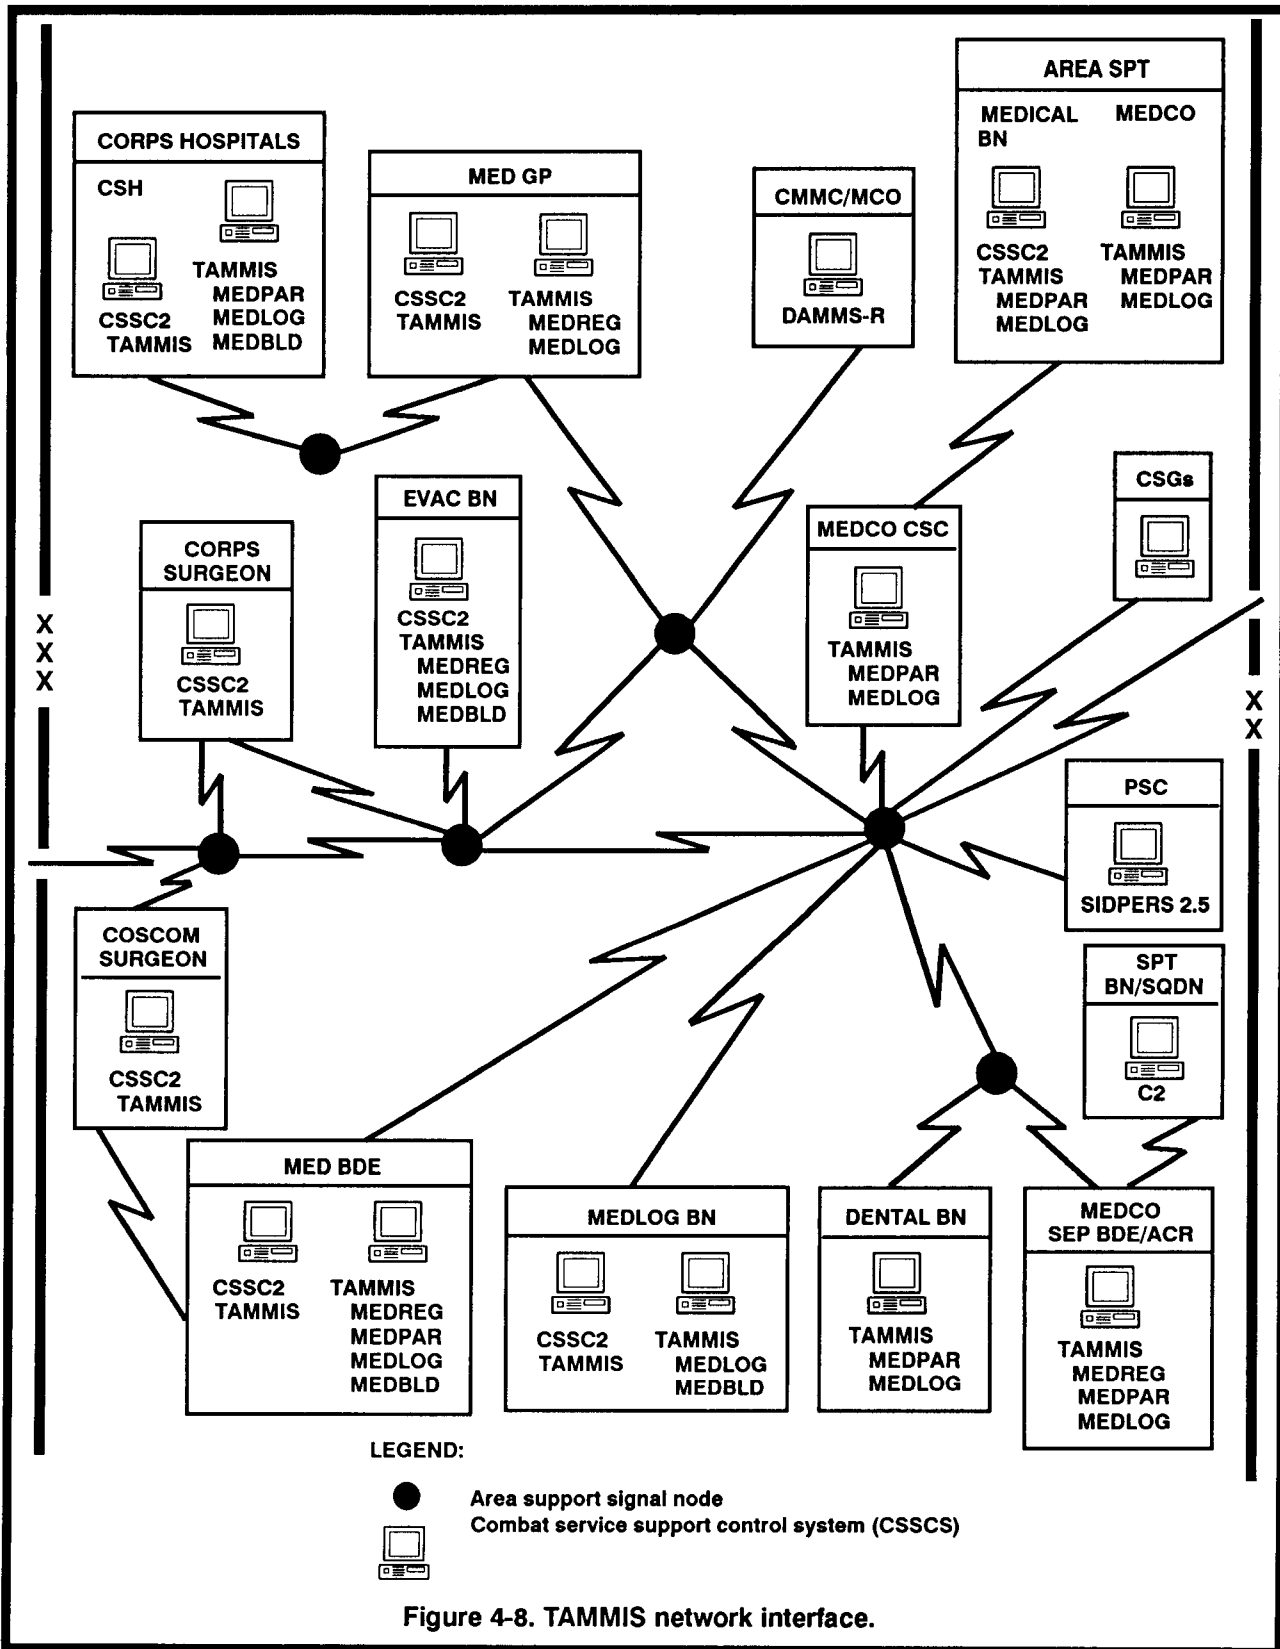 AREA SPT
MEDICAL
BN
MEDCO
CSSC2
TAMMIS
MEDPAR
MEDLOG
TAMMIS
MEDPAR
MEDLOG
CORPS HOSPITALS
CSH
CSSC2
TAMMIS
TAMMIS
MEDPAR
MEDLOG
MEDBLD
MED GP
CSSC2
TAMMIS
TAMMIS
MEDREG
MEDLOG
CMMC/MCO
DAMMS-R
CORPS
SURGEON
CSSC2
TAMMIS
EVAC BN
CSSC2
TAMMIS
MEDREG
MEDLOG
MEDBLD
MEDCO CSC
TAMMIS
MEDPAR
MEDLOG
CSGs
X
X
X
X
X
PSC
SIDPERS 2.5
COSCOM
SURGEON
CSSC2
TAMMIS
SPT
BN/SQDN
C2
MED BDE
CSSC2
TAMMIS
TAMMIS
MEDREG
MEDPAR
MEDLOG
MEDBLD
MEDLOG BN
CSSC2
TAMMIS
TAMMIS
MEDLOG
MEDBLD
DENTAL BN
TAMMIS
MEDPAR
MEDLOG
MEDCO
SEP BDE/ACR
TAMMIS
MEDREG
MEDPAR
MEDLOG
LEGEND:
Area support signal node
Combat service support control system (CSSCS)
Figure 4-8. TAMMIS network interface.